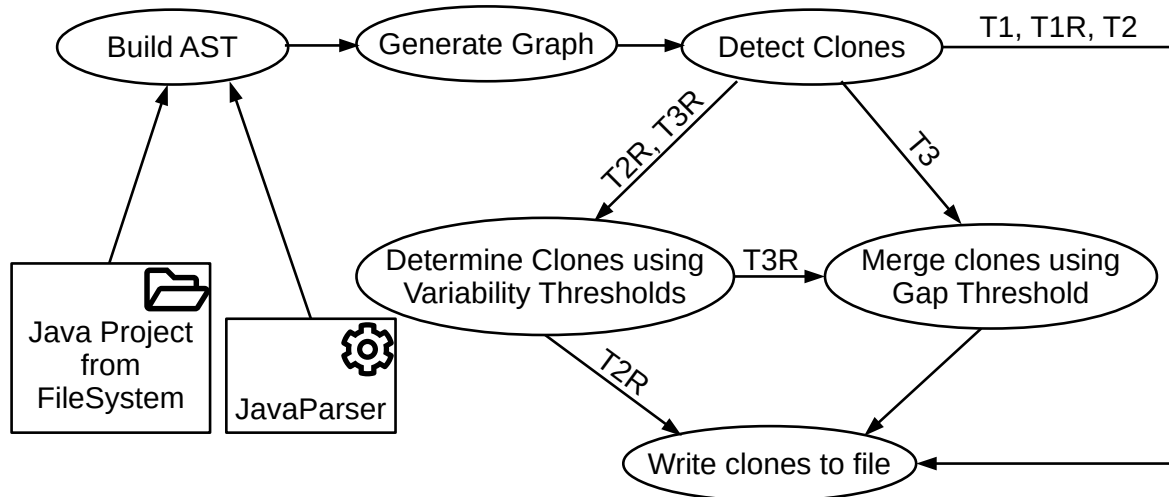 Build AST
Generate Graph
Detect Clones
T1, T1R, T2
T2R, T3R
T3
Determine Clones using
Variability Thresholds
T3R
Merge clones using
Gap Threshold
Java Project
from
FileSystem
JavaParser
T2R
Write clones to file